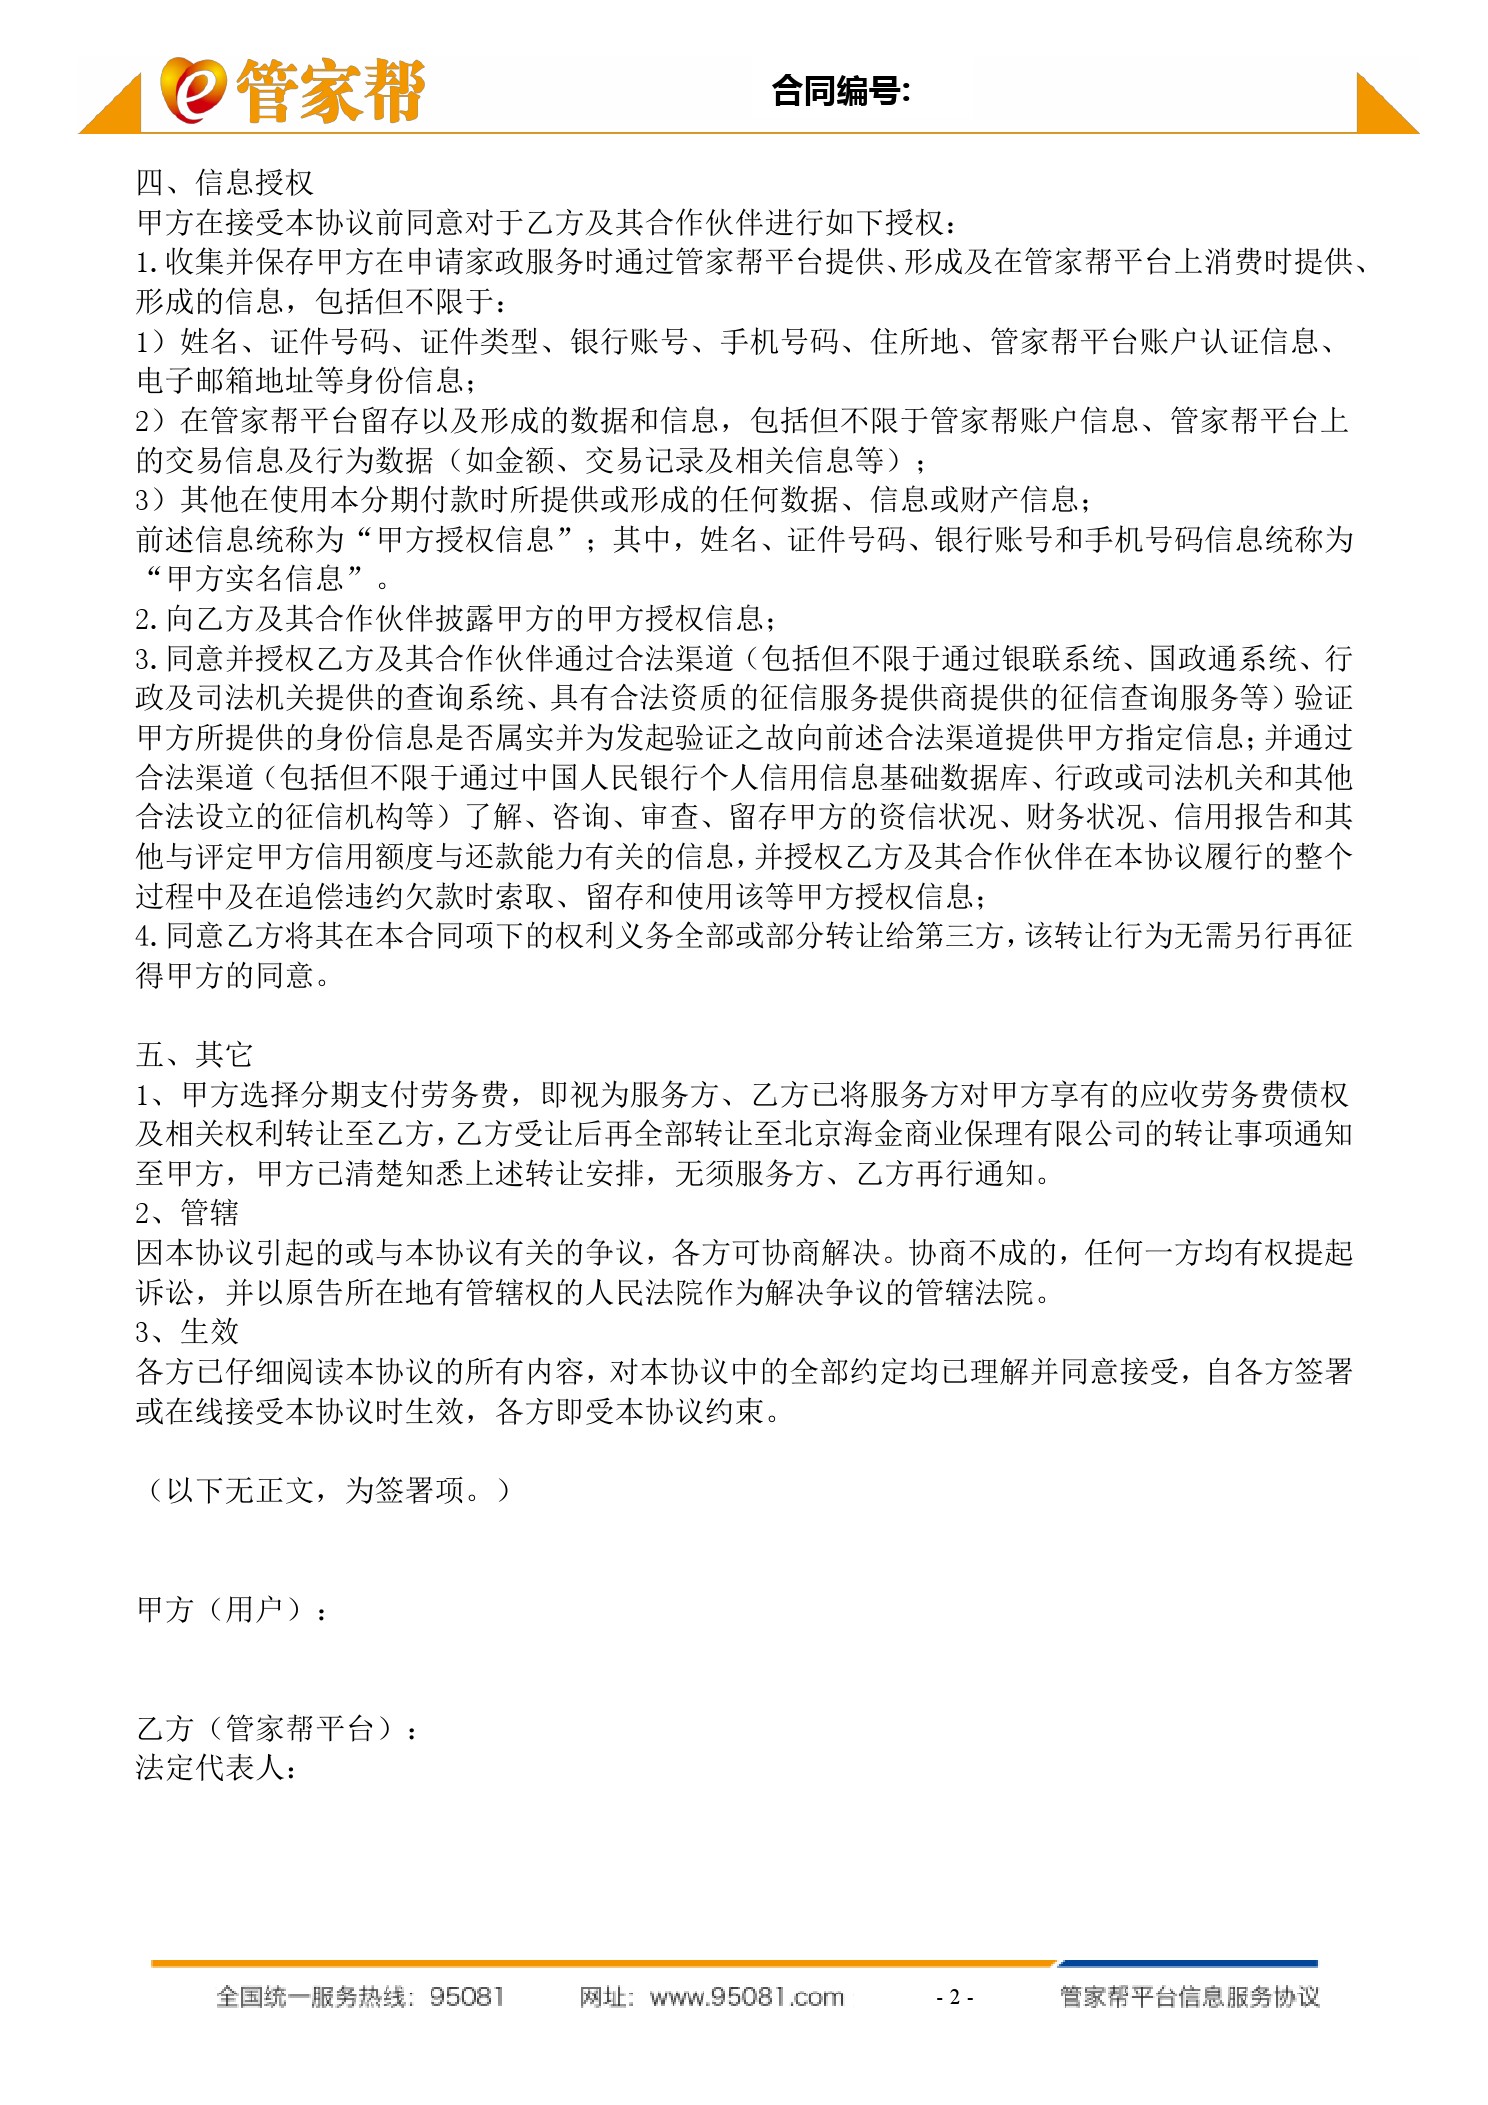 管家帮
合同编号:
四、信息授权
甲方在接受本协议前同意对于乙方及其合作伙伴进行如下授权：
1.收集并保存甲方在申请家政服务时通过管家帮平台提供、形成及在管家帮平台上消费时提供、
形成的信息，包括但不限于：
1）姓名、证件号码、证件类型、银行账号、手机号码、住所地、管家帮平台账户认证信息、
电子邮箱地址等身份信息；
2）在管家帮平台留存以及形成的数据和信息，包括但不限于管家帮账户信息、管家帮平台上
的交易信息及行为数据（如金额、交易记录及相关信息等）；
3）其他在使用本分期付款时所提供或形成的任何数据、信息或财产信息；
前述信息统称为“甲方授权信息”；其中，姓名、证件号码、银行账号和手机号码信息统称为
“甲方实名信息”。
2.向乙方及其合作伙伴披露甲方的甲方授权信息；
3.同意并授权乙方及其合作伙伴通过合法渠道（包括但不限于通过银联系统、国政通系统、行
政及司法机关提供的查询系统、具有合法资质的征信服务提供商提供的征信查询服务等）验证
甲方所提供的身份信息是否属实并为发起验证之故向前述合法渠道提供甲方指定信息；并通过
合法渠道（包括但不限于通过中国人民银行个人信用信息基础数据库、行政或司法机关和其他
合法设立的征信机构等）了解、咨询、审查、留存甲方的资信状况、财务状况、信用报告和其
他与评定甲方信用额度与还款能力有关的信息，并授权乙方及其合作伙伴在本协议履行的整个
过程中及在追偿违约欠款时索取、留存和使用该等甲方授权信息；
4.同意乙方将其在本合同项下的权利义务全部或部分转让给第三方，该转让行为无需另行再征
得甲方的同意。
五、其它
1、甲方选择分期支付劳务费，即视为服务方、乙方已将服务方对甲方享有的应收劳务费债权
及相关权利转让至乙方，乙方受让后再全部转让至北京海金商业保理有限公司的转让事项通知
至甲方，甲方已清楚知悉上述转让安排，无须服务方、乙方再行通知。
2、管辖
因本协议引起的或与本协议有关的争议，各方可协商解决。协商不成的，任何一方均有权提起
诉讼，并以原告所在地有管辖权的人民法院作为解决争议的管辖法院。
3、生效
各方已仔细阅读本协议的所有内容，对本协议中的全部约定均已理解并同意接受，自各方签署
或在线接受本协议时生效，各方即受本协议约束。
（以下无正文，为签署项。）
甲方（用户）：
乙方（管家帮平台）：
法定代表人：
全国统一服务热线：95081 网址：www.95081.com - 2 - 管家帮平台信息服务协议